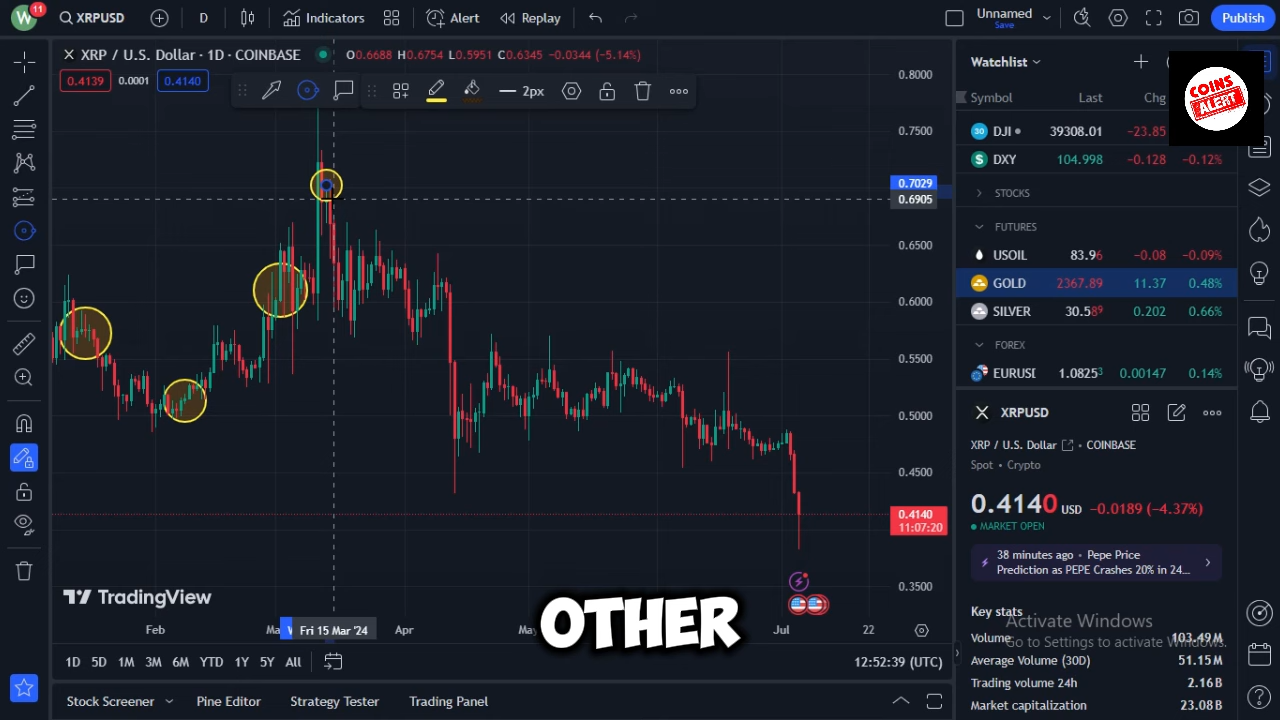 W 11 XRPUSD D Indicators Alert Replay Unnamed Save Publish
XRP / U.S. Dollar · 1D · COINBASE O0.6688 H0.6754 L0.5951 C0.6345 −0.0344 (−5.14%)
0.4139 0.0001 0.4140
2px
0.8000
0.7500
0.7029
0.6905
0.6500
0.6000
0.5500
0.5000
0.4500
0.4140
11:07:20
0.3500
TradingView
OTHER
Feb Ma Fri 15 Mar '24 Apr May Jul 22
1D 5D 1M 3M 6M YTD 1Y 5Y All 12:52:39 (UTC)
Stock Screener Pine Editor Strategy Tester Trading Panel
Watchlist
COINS
ALERT
Symbol Last Chg
30 DJI 39308.01 −23.85
$ DXY 104.998 −0.128 −0.12%
STOCKS
FUTURES
USOIL 83.96 −0.08 −0.09%
GOLD 2367.89 11.37 0.48%
SILVER 30.589 0.202 0.66%
FOREX
EURUSD 1.08253 0.00147 0.14%
XRPUSD
XRP / U.S. Dollar COINBASE
Spot • Crypto
0.4140 USD −0.0189 (−4.37%)
MARKET OPEN
38 minutes ago • Pepe Price
Prediction as PEPE Crashes 20% in 24...
Key stats
Activate Windows
Go to Settings to activate Windows.
Volume 103.49M
Average Volume (30D) 51.15M
Trading volume 24h 2.16B
Market capitalization 23.08B